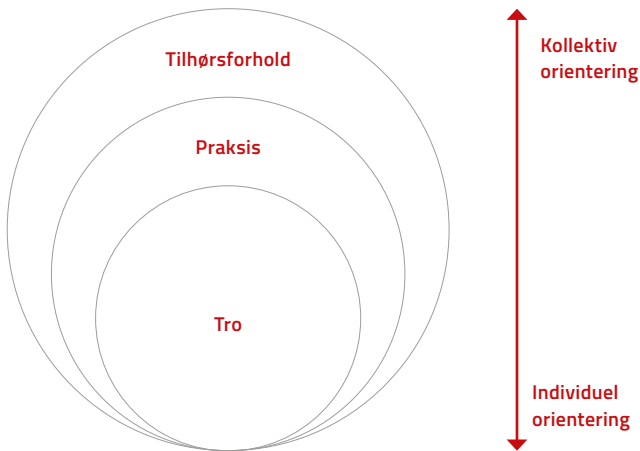 Tilhørsforhold
Kollektiv
orientering
Praksis
Tro
Individuel
orientering